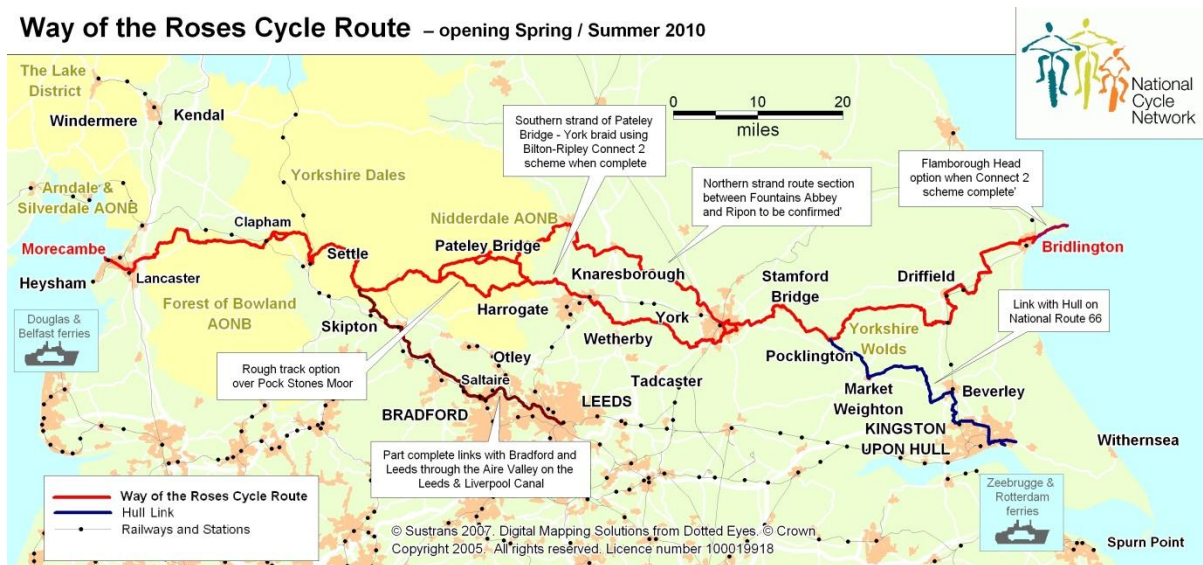 Way of the Roses Cycle Route – opening Spring / Summer 2010
National
Cycle
Network
The Lake
District
Windermere
Kendal
Yorkshire Dales
Arndale &
Silverdale AONB
Clapham
Morecambe
Heysham
Lancaster
Settle
Forest of Bowland
AONB
Douglas &
Belfast ferries
Southern strand of Pateley
Bridge - York braid using
Bilton-Ripley Connect 2
scheme when complete
0 10 20
miles
Northern strand route section
between Fountains Abbey
and Ripon to be confirmed'
Flamborough Head
option when Connect 2
scheme complete'
Nidderdale AONB
Pateley Bridge
Knaresborough
Harrogate
Stamford
Bridge
York
Wetherby
Driffield
Bridlington
Link with Hull on
National Route 66
Skipton
Rough track option
over Pock Stones Moor
Otley
Saltaire
BRADFORD
LEEDS
Tadcaster
Pocklington
Yorkshire
Wolds
Market
Weighton
Beverley
KINGSTON
UPON HULL
Withernsea
Part complete links with Bradford and
Leeds through the Aire Valley on the
Leeds & Liverpool Canal
Zeebrugge &
Rotterdam
ferries
Spurn Point
Way of the Roses Cycle Route
Hull Link
Railways and Stations
© Sustrans 2007. Digital Mapping Solutions from Dotted Eyes. © Crown
Copyright 2005. All rights reserved. Licence number 100019918